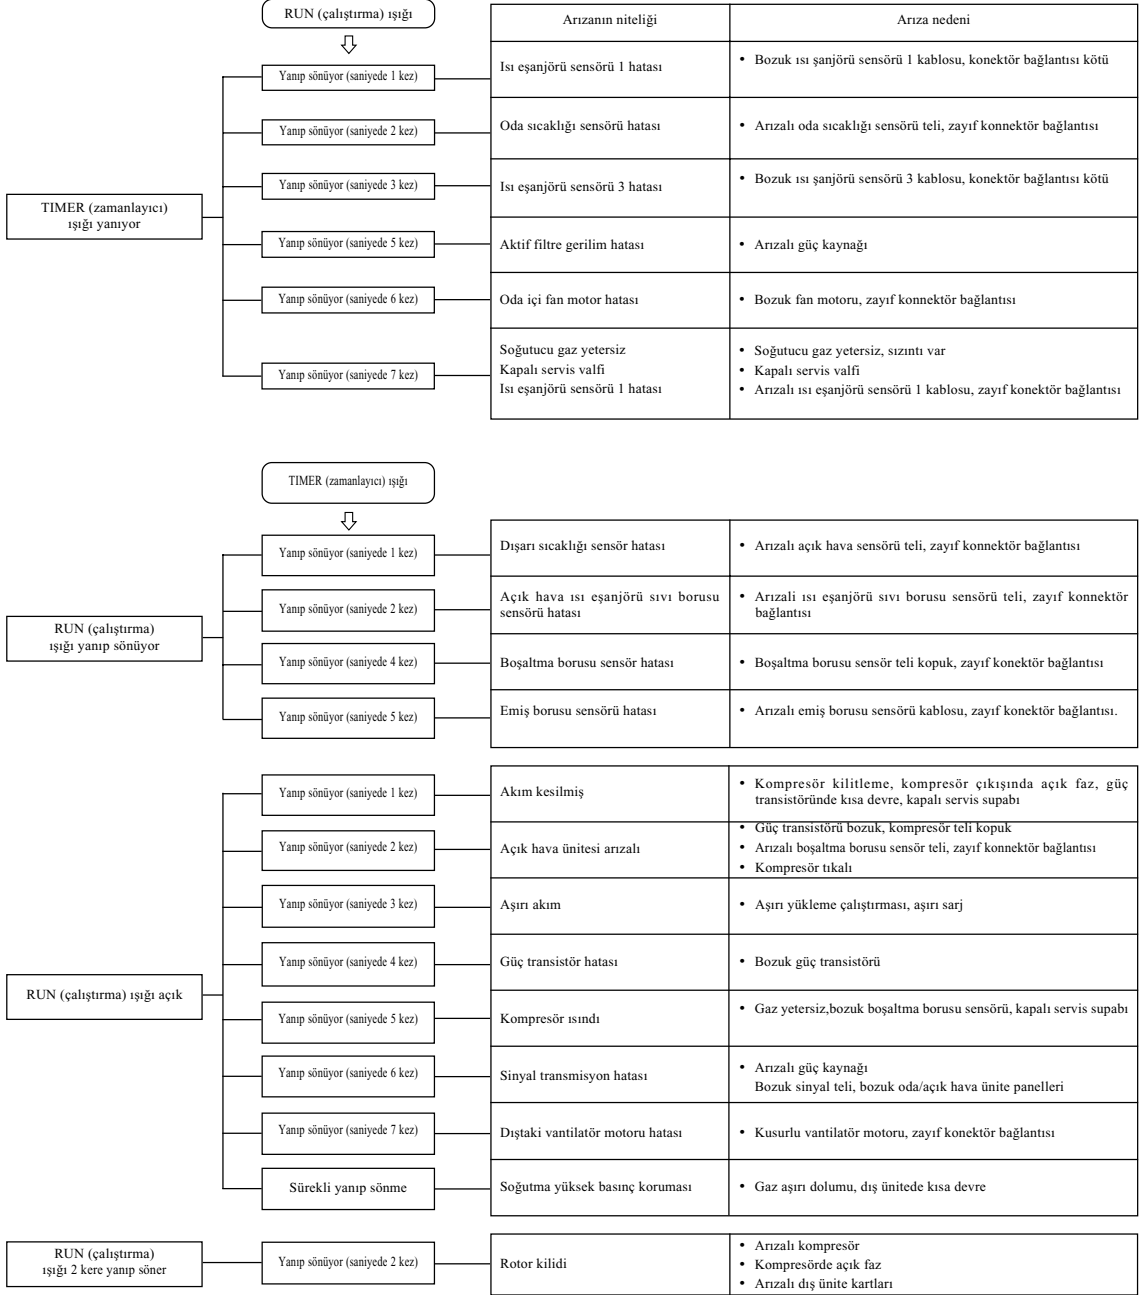 RUN (çalıştırma) ışığı
Arızanın niteliği
Arıza nedeni
TIMER (zamanlayıcı)
ışığı yanıyor
Yanıp sönüyor (saniyede 1 kez)
Isı eşanjörü sensörü 1 hatası
• Bozuk ısı şanjörü sensörü 1 kablosu, konektör bağlantısı kötü
Yanıp sönüyor (saniyede 2 kez)
Oda sıcaklığı sensörü hatası
• Arızalı oda sıcaklığı sensörü teli, zayıf konnektör bağlantısı
Yanıp sönüyor (saniyede 3 kez)
Isı eşanjörü sensörü 3 hatası
• Bozuk ısı şanjörü sensörü 3 kablosu, konektör bağlantısı kötü
Yanıp sönüyor (saniyede 5 kez)
Aktif filtre gerilim hatası
• Arızalı güç kaynağı
Yanıp sönüyor (saniyede 6 kez)
Oda içi fan motor hatası
• Bozuk fan motoru, zayıf konnektör bağlantısı
Yanıp sönüyor (saniyede 7 kez)
Soğutucu gaz yetersiz
Kapalı servis valfi
Isı eşanjörü sensörü 1 hatası
• Soğutucu gaz yetersiz, sızıntı var
• Kapalı servis valfi
• Arızalı ısı eşanjörü sensörü 1 kablosu, zayıf konektör bağlantısı
TIMER (zamanlayıcı) ışığı
RUN (çalıştırma)
ışığı yanıp sönüyor
Yanıp sönüyor (saniyede 1 kez)
Dışarı sıcaklığı sensör hatası
• Arızalı açık hava sensörü teli, zayıf konnektör bağlantısı
Yanıp sönüyor (saniyede 2 kez)
Açık hava ısı eşanjörü sıvı borusu
sensörü hatası
• Arızali ısı eşanjörü sıvı borusu sensörü teli, zayıf konnektör
bağlantısı
Yanıp sönüyor (saniyede 4 kez)
Boşaltma borusu sensör hatası
• Boşaltma borusu sensör teli kopuk, zayıf konektör bağlantısı
Yanıp sönüyor (saniyede 5 kez)
Emiş borusu sensörü hatası
• Arızalı emiş borusu sensörü kablosu, zayıf konektör bağlantısı.
RUN (çalıştırma) ışığı açık
Yanıp sönüyor (saniyede 1 kez)
Akım kesilmiş
• Kompresör kilitleme, kompresör çıkışında açık faz, güç
transistöründe kısa devre, kapalı servis supabı
Yanıp sönüyor (saniyede 2 kez)
Açık hava ünitesi arızalı
• Güç transistörü bozuk, kompresör teli kopuk
• Arızalı boşaltma borusu sensör teli, zayıf konnektör bağlantısı
• Kompresör tıkalı
Yanıp sönüyor (saniyede 3 kez)
Aşırı akım
• Aşırı yükleme çalıştırması, aşırı sarj
Yanıp sönüyor (saniyede 4 kez)
Güç transistör hatası
• Bozuk güç transistörü
Yanıp sönüyor (saniyede 5 kez)
Kompresör ısındı
• Gaz yetersiz,bozuk boşaltma borusu sensörü, kapalı servis supabı
Yanıp sönüyor (saniyede 6 kez)
Sinyal transmisyon hatası
• Arızalı güç kaynağı
Bozuk sinyal teli, bozuk oda/açık hava ünite panelleri
Yanıp sönüyor (saniyede 7 kez)
Dıştaki vantilatör motoru hatası
• Kusurlu vantilatör motoru, zayıf konektör bağlantısı
Sürekli yanıp sönme
Soğutma yüksek basınç koruması
• Gaz aşırı dolumu, dış ünitede kısa devre
RUN (çalıştırma)
ışığı 2 kere yanıp söner
Yanıp sönüyor (saniyede 2 kez)
Rotor kilidi
• Arızalı kompresör
• Kompresörde açık faz
• Arızalı dış ünite kartları